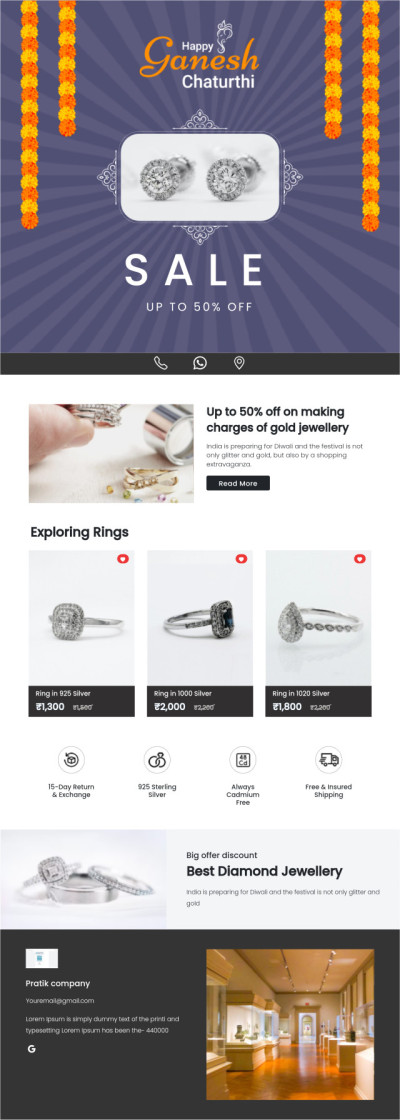 Happy
Ganesh
Chaturthi
SALE
UP TO 50% OFF
Up to 50% off on making
charges of gold jewellery
India is preparing for Diwali and the festival is not
only glitter and gold, but also by a shopping
extravaganza.
Read More
Exploring Rings
Ring in 925 Silver
₹1,300 ₹1,500
Ring in 1000 Silver
₹2,000 ₹2,200
Ring in 1020 Silver
₹1,800 ₹2,200
48
Cd
15-Day Return
& Exchange
925 Sterling
Silver
Always
Cadmium
Free
Free & Insured
Shipping
Big offer discount
Best Diamond Jewellery
India is preparing for Diwali and the festival is not only glitter and
gold
Pratik company
Youremail@gmail.com
Lorem Ipsum is simply dummy text of the printi and
typesetting Lorem Ipsum has been the- 440000
G